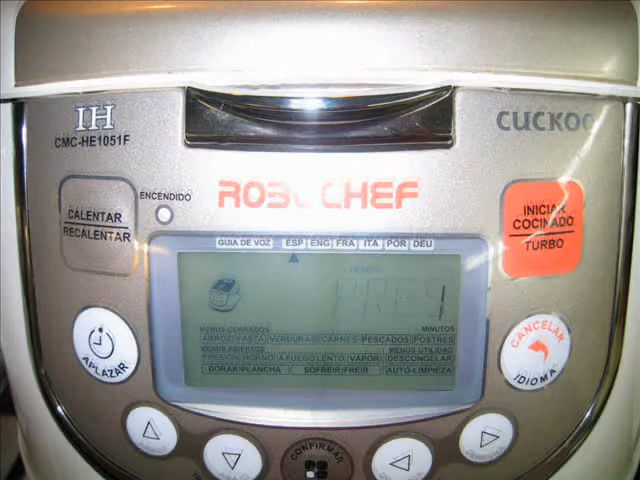 IH
CMC-HE1051F
CUCKOO
ROBOCHEF
CALENTAR
RECALENTAR
ENCENDIDO
INICIAR
COCINADO
TURBO
GUIA DE VOZ ESP ENG FRA ITA POR DEU
MENUS CERRADOS MINUTOS
ARROZ PASTA VERDURAS CARNES PESCADOS POSTRES
MENUS ABIERTOS MENUS UTILIDAD
PRESION HORNO A FUEGO LENTO VAPOR DESCONGELAR
DORAR/PLANCHA SOFREIR/FREIR AUTO-LIMPIEZA
APLAZAR
CANCELAR
IDIOMA
CONFIRMAR